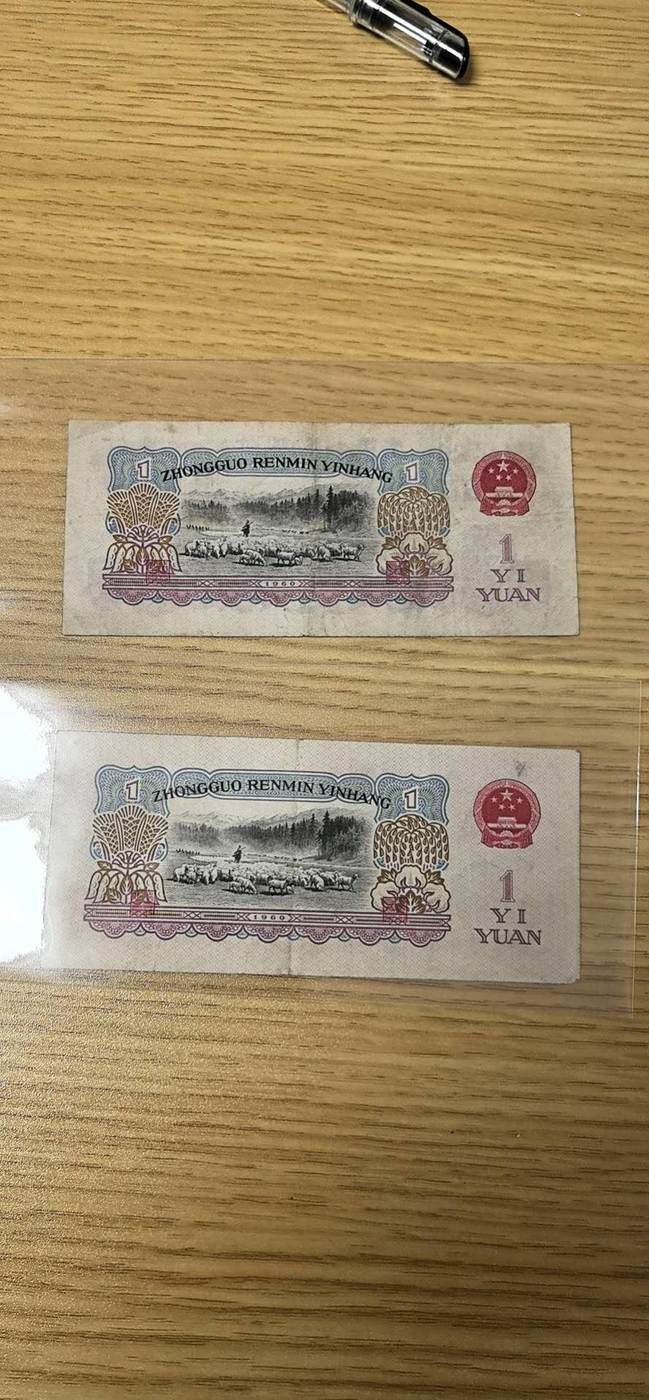 1 ZHONGGUO RENMIN YINHANG 1
1960
1
YI
YUAN
1 ZHONGGUO RENMIN YINHANG 1
1960
1
YI
YUAN